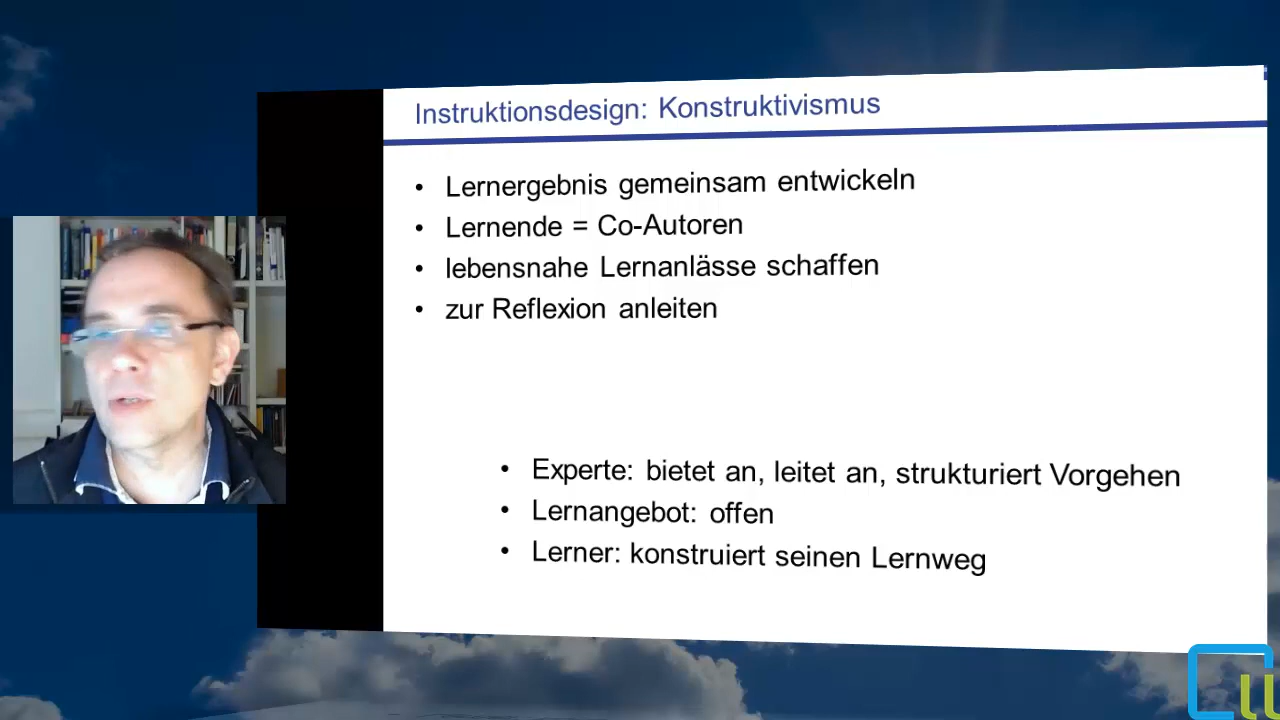 Instruktionsdesign: Konstruktivismus
• Lernergebnis gemeinsam entwickeln
• Lernende = Co-Autoren
• lebensnahe Lernanlässe schaffen
• zur Reflexion anleiten
• Experte: bietet an, leitet an, strukturiert Vorgehen
• Lernangebot: offen
• Lerner: konstruiert seinen Lernweg